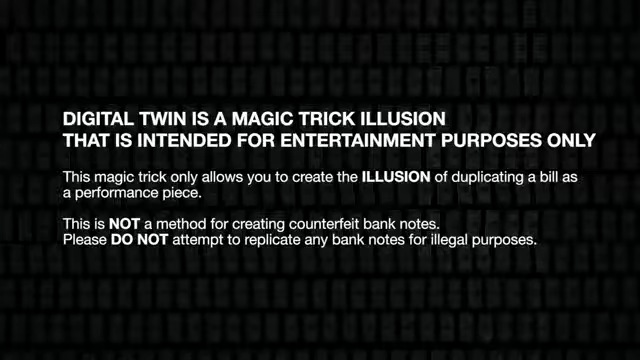 DIGITAL TWIN IS A MAGIC TRICK ILLUSION
THAT IS INTENDED FOR ENTERTAINMENT PURPOSES ONLY
This magic trick only allows you to create the ILLUSION of duplicating a bill as
a performance piece.
This is NOT a method for creating counterfeit bank notes.
Please DO NOT attempt to replicate any bank notes for illegal purposes.